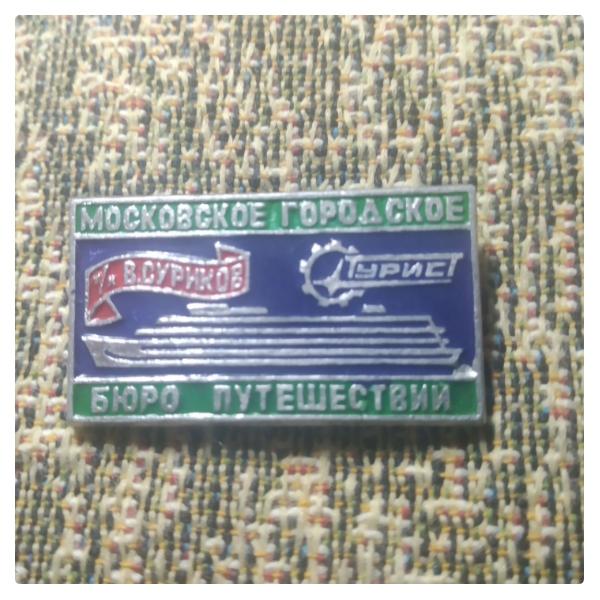 МОСКОВСКОЕ ГОРОДСКОЕ
Т/Х В.СУРИКОВ
ТУРИСТ
БЮРО ПУТЕШЕСТВИЙ